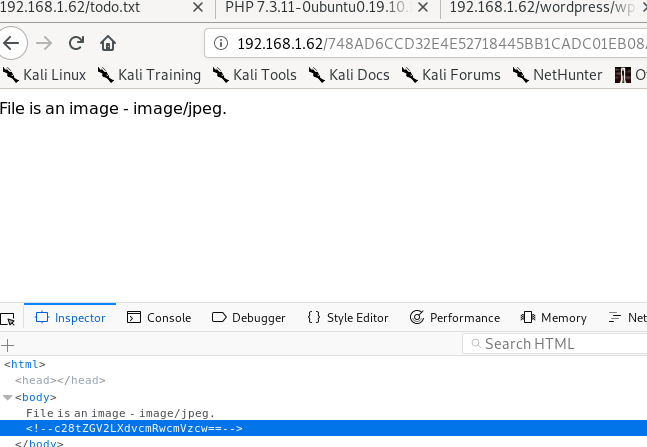 192.168.1.62/todo.txt PHP 7.3.11-0ubuntu0.19.10. 192.168.1.62/wordpress/wp
192.168.1.62/748AD6CCD32E4E52718445BB1CADC01EB08
Kali Linux Kali Training Kali Tools Kali Docs Kali Forums NetHunter O
File is an image - image/jpeg.
Inspector Console Debugger {} Style Editor Performance Memory Net
+ Search HTML
<html>
<head></head>
<body>
File is an image - image/jpeg.
<!--c28tZGV2LXdvcmRwcmVzcw==-->
</body>